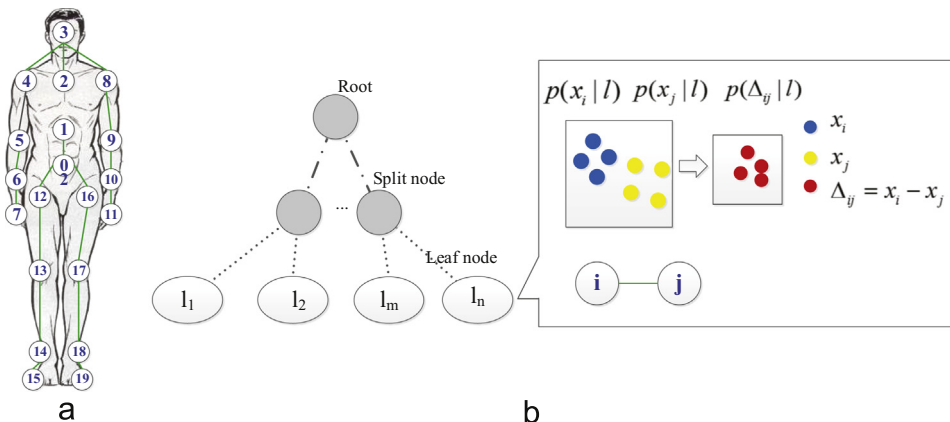 3
4 2 8
1
5 9
0
6 2 10
12 16
7 11
13 17
14 18
15 19
a
Root
Split node
...
Leaf node
l1 l2 lm ln
p(xi | l) p(xj | l) p(Δij | l)
xi
xj
Δij = xi − xj
i j
b